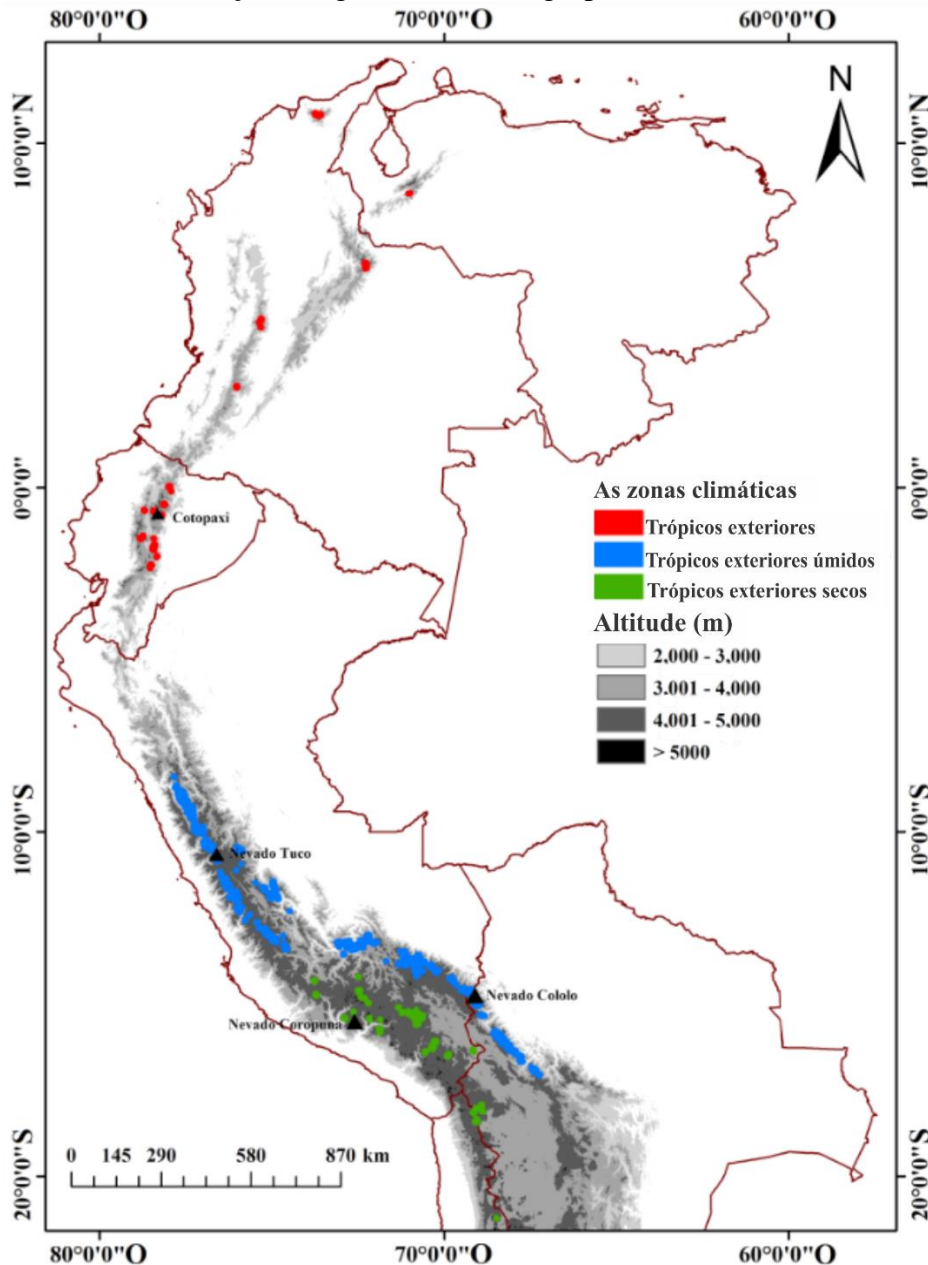 80°0'0"O 70°0'0"O 60°0'0"O
N
10°0'0"N
10°0'0"N
0°0'0"
0°0'0"
10°0'0"S
10°0'0"S
20°0'0"S
20°0'0"S
Cotopaxi
As zonas climáticas
Trópicos exteriores
Trópicos exteriores úmidos
Trópicos exteriores secos
Altitude (m)
2.000 - 3.000
3.001 - 4.000
4.001 - 5.000
> 5000
Nevado Tuco
Nevado Cololo
Nevado Coropuna
0 145 290 580 870 km
80°0'0"O 70°0'0"O 60°0'0"O